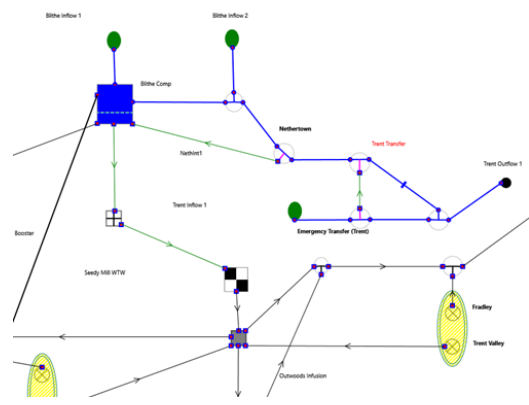 Blithe Inflow 1
Blithe Inflow 2
Blithe Comp
Nethertown
Trent Transfer
Nathint1
Trent Outflow 1
Trent Inflow 1
Booster
Emergency Transfer (Trent)
Seedy Mill WTW
Fradley
Trent Valley
Outwoods Infusion